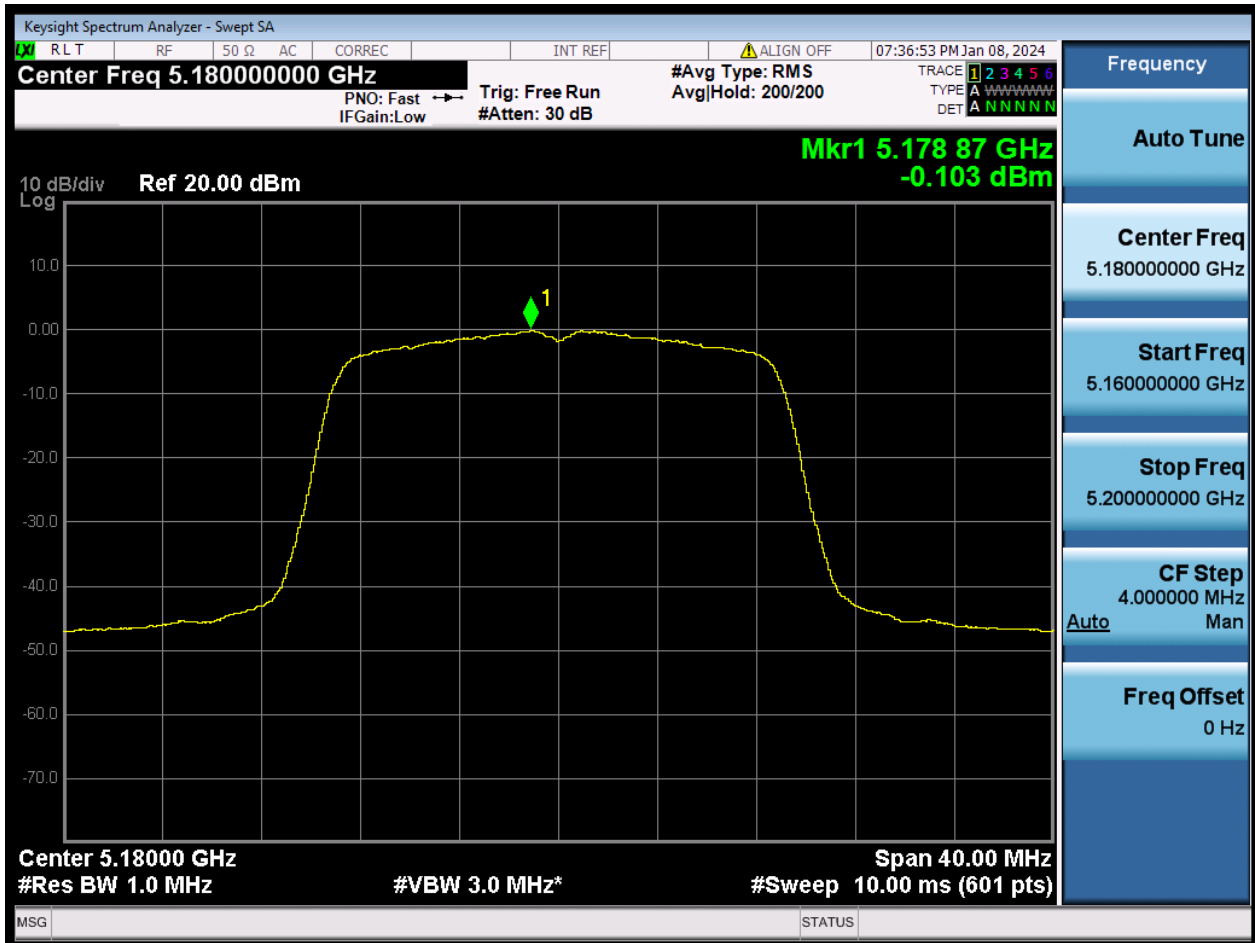 Keysight Spectrum Analyzer - Swept SA
LXI RLT RF 50 Ω AC CORREC INT REF ALIGN OFF 07:36:53 PM Jan 08, 2024
Center Freq 5.180000000 GHz
PNO: Fast
IFGain:Low
Trig: Free Run
#Atten: 30 dB
#Avg Type: RMS
Avg|Hold: 200/200
TRACE 1 2 3 4 5 6
TYPE A WWWWW
DET A N N N N N
Mkr1 5.178 87 GHz
-0.103 dBm
10 dB/div Ref 20.00 dBm
Log
10.0
0.00
-10.0
-20.0
-30.0
-40.0
-50.0
-60.0
-70.0
1
Center 5.18000 GHz Span 40.00 MHz
#Res BW 1.0 MHz #VBW 3.0 MHz* #Sweep 10.00 ms (601 pts)
MSG STATUS
Frequency
Auto Tune
Center Freq
5.180000000 GHz
Start Freq
5.160000000 GHz
Stop Freq
5.200000000 GHz
CF Step
4.000000 MHz
Auto Man
Freq Offset
0 Hz